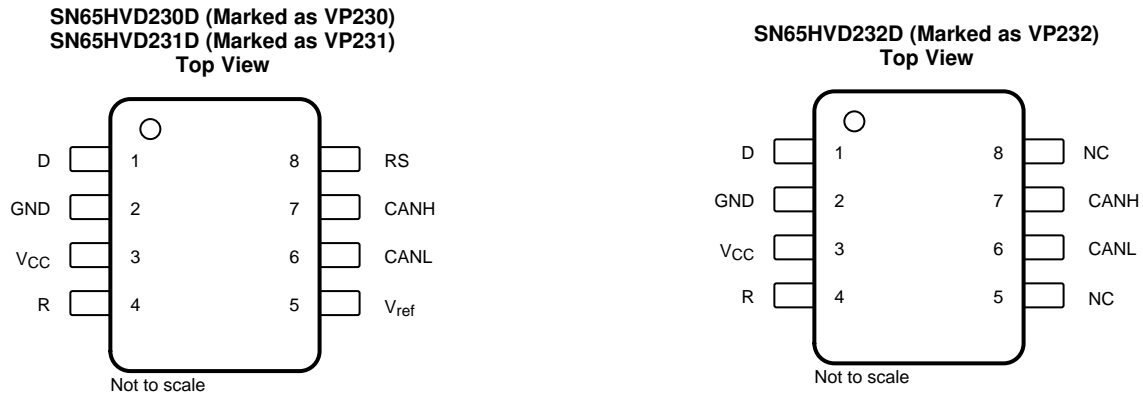 SN65HVD230D (Marked as VP230)
SN65HVD231D (Marked as VP231)
Top View
D
1
8
RS
GND
2
7
CANH
VCC
3
6
CANL
R
4
5
Vref
Not to scale
SN65HVD232D (Marked as VP232)
Top View
D
1
8
NC
GND
2
7
CANH
VCC
3
6
CANL
R
4
5
NC
Not to scale